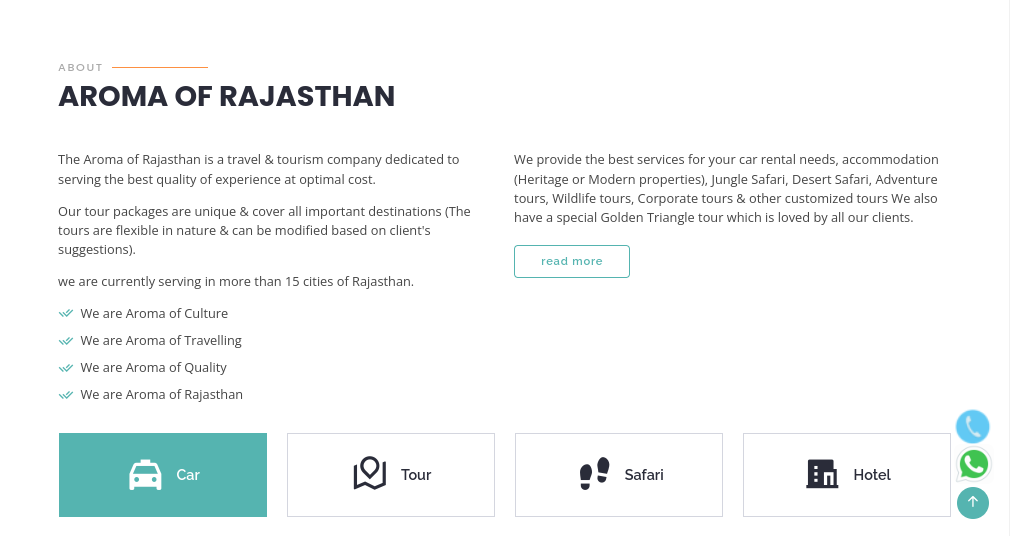 ABOUT
AROMA OF RAJASTHAN
The Aroma of Rajasthan is a travel & tourism company dedicated to
serving the best quality of experience at optimal cost.
Our tour packages are unique & cover all important destinations (The
tours are flexible in nature & can be modified based on client's
suggestions).
we are currently serving in more than 15 cities of Rajasthan.
We are Aroma of Culture
We are Aroma of Travelling
We are Aroma of Quality
We are Aroma of Rajasthan
We provide the best services for your car rental needs, accommodation
(Heritage or Modern properties), Jungle Safari, Desert Safari, Adventure
tours, Wildlife tours, Corporate tours & other customized tours We also
have a special Golden Triangle tour which is loved by all our clients.
read more
Car
Tour
Safari
Hotel